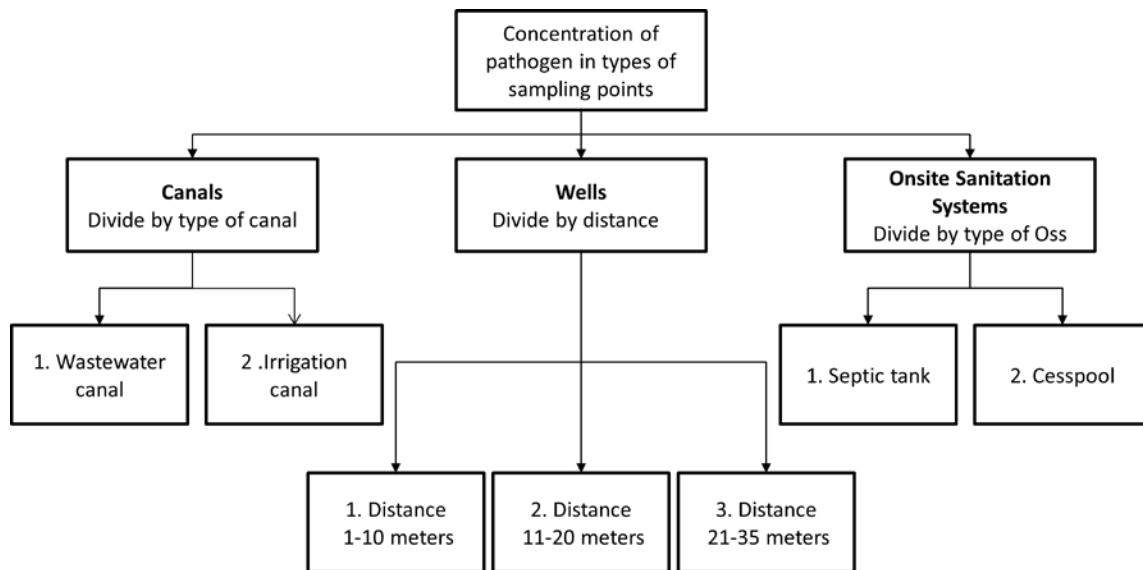 Concentration of
pathogen in types of
sampling points
Canals
Divide by type of canal
Wells
Divide by distance
Onsite Sanitation
Systems
Divide by type of Oss
1. Wastewater
canal
2 .Irrigation
canal
1. Septic tank
2. Cesspool
1. Distance
1-10 meters
2. Distance
11-20 meters
3. Distance
21-35 meters